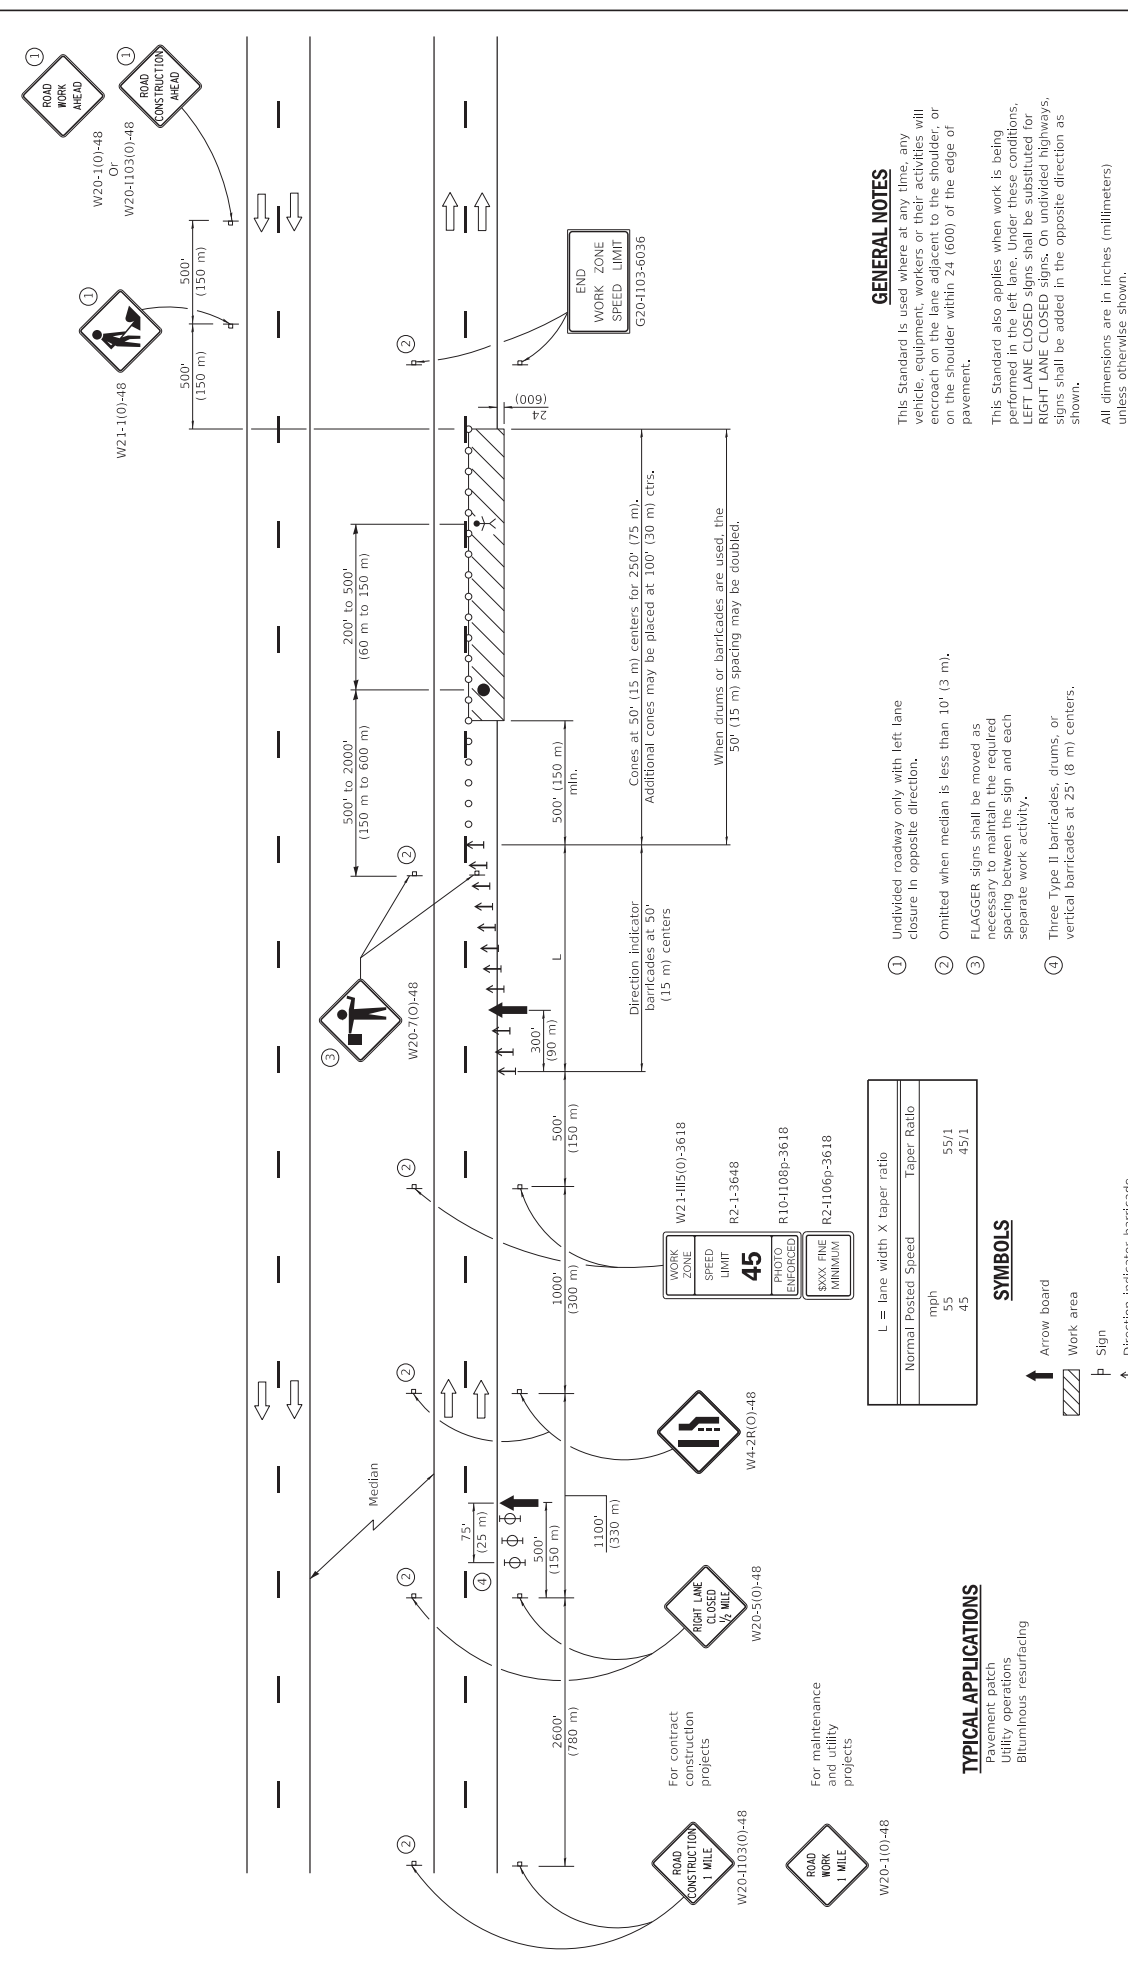 ROAD
WORK
AHEAD
1
ROAD
CONSTRUCTION
AHEAD
1
W20-1(0)-48
Or
W20-I103(0)-48
1
W21-1(0)-48
500'
(150 m)
500'
(150 m)
2
END
WORK ZONE
SPEED LIMIT
G20-I103-6036
24
(600)
200' to 500'
(60 m to 150 m)
500' to 2000'
(150 m to 600 m)
2
3
W20-7(O)-48
500' (150 m)
min.
Cones at 50' (15 m) centers for 250' (75 m).
Additional cones may be placed at 100' (30 m) ctrs.
When drums or barricades are used, the
50' (15 m) spacing may be doubled.
L
Direction indicator
barricades at 50'
(15 m) centers
300'
(90 m)
500'
(150 m)
2
WORK
ZONE
SPEED
LIMIT
45
PHOTO
ENFORCED
$XXX FINE
MINIMUM
W21-I115(0)-3618
R2-1-3648
R10-I108p-3618
R2-I106p-3618
1000'
(300 m)
2
W4-2R(O)-48
Median
75'
(25 m)
4
500'
(150 m)
1100'
(330 m)
2
RIGHT LANE
CLOSED
1/2 MILE
W20-5(0)-48
2600'
(780 m)
2
For contract
construction
projects
ROAD
CONSTRUCTION
1 MILE
W20-I103(0)-48
For maintenance
and utility
projects
ROAD
WORK
1 MILE
W20-1(0)-48
TYPICAL APPLICATIONS
Pavement patch
Utility operations
Bituminous resurfacing
L = lane width X taper ratio
Normal Posted Speed Taper Ratio
mph
55 55/1
45 45/1
SYMBOLS
Arrow board
Work area
Sign
Direction indicator barricade
1 Undivided roadway only with left lane
closure in opposite direction.
2 Omitted when median is less than 10' (3 m).
3 FLAGGER signs shall be moved as
necessary to maintain the required
spacing between the sign and each
separate work activity.
4 Three Type II barricades, drums, or
vertical barricades at 25' (8 m) centers.
GENERAL NOTES
This Standard is used where at any time, any
vehicle, equipment, workers or their activities will
encroach on the lane adjacent to the shoulder, or
on the shoulder within 24 (600) of the edge of
pavement.
This Standard also applies when work is being
performed in the left lane. Under these conditions,
LEFT LANE CLOSED signs shall be substituted for
RIGHT LANE CLOSED signs. On undivided highways,
signs shall be added in the opposite direction as
shown.
All dimensions are in inches (millimeters)
unless otherwise shown.